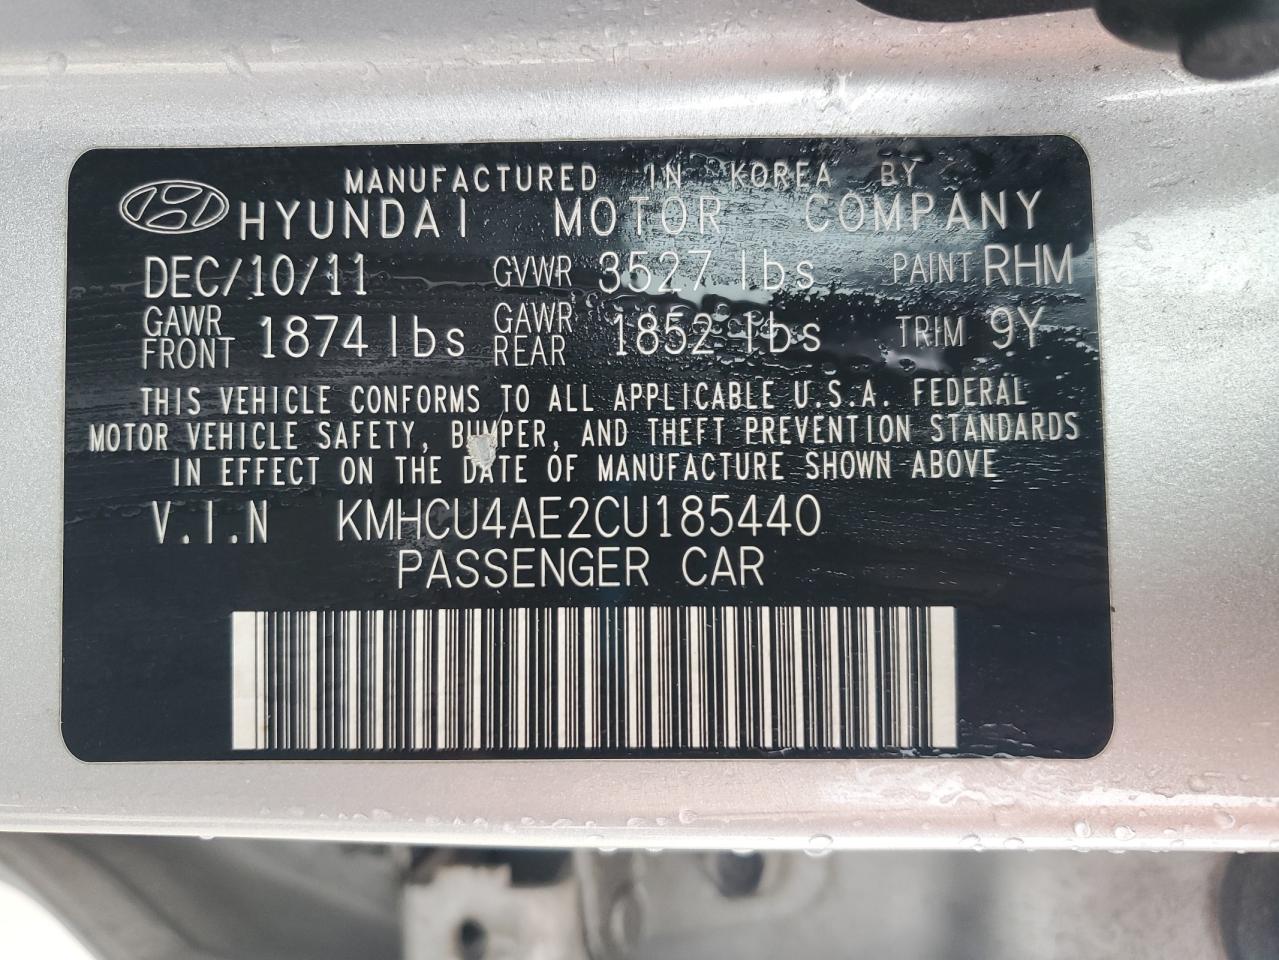 MANUFACTURED IN KOREA BY
HYUNDAI MOTOR COMPANY
DEC/10/11 GVWR 3527 lbs PAINT RHM
GAWR FRONT 1874 lbs GAWR REAR 1852 lbs TRIM 9Y
THIS VEHICLE CONFORMS TO ALL APPLICABLE U.S.A. FEDERAL
MOTOR VEHICLE SAFETY, BUMPER, AND THEFT PREVENTION STANDARDS
IN EFFECT ON THE DATE OF MANUFACTURE SHOWN ABOVE
V.I.N KMHCU4AE2CU185440
PASSENGER CAR